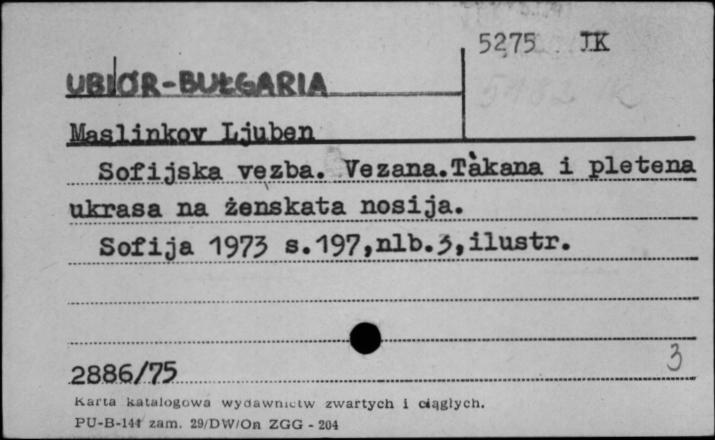 5275 IK
UBIÓR-BUŁGARIA
Maslinkov Ljuben
Sofijska vezba. Vezana.Tàkana i pletena
ukrasa na żenskata nosija.
Sofija 1973 s.197,nlb.3,ilustr.
3
2886/75
Karta katalogowa wydawnictw zwartych i ciągłych.
PU-B-144 zam. 29/DW/On ZGG - 204